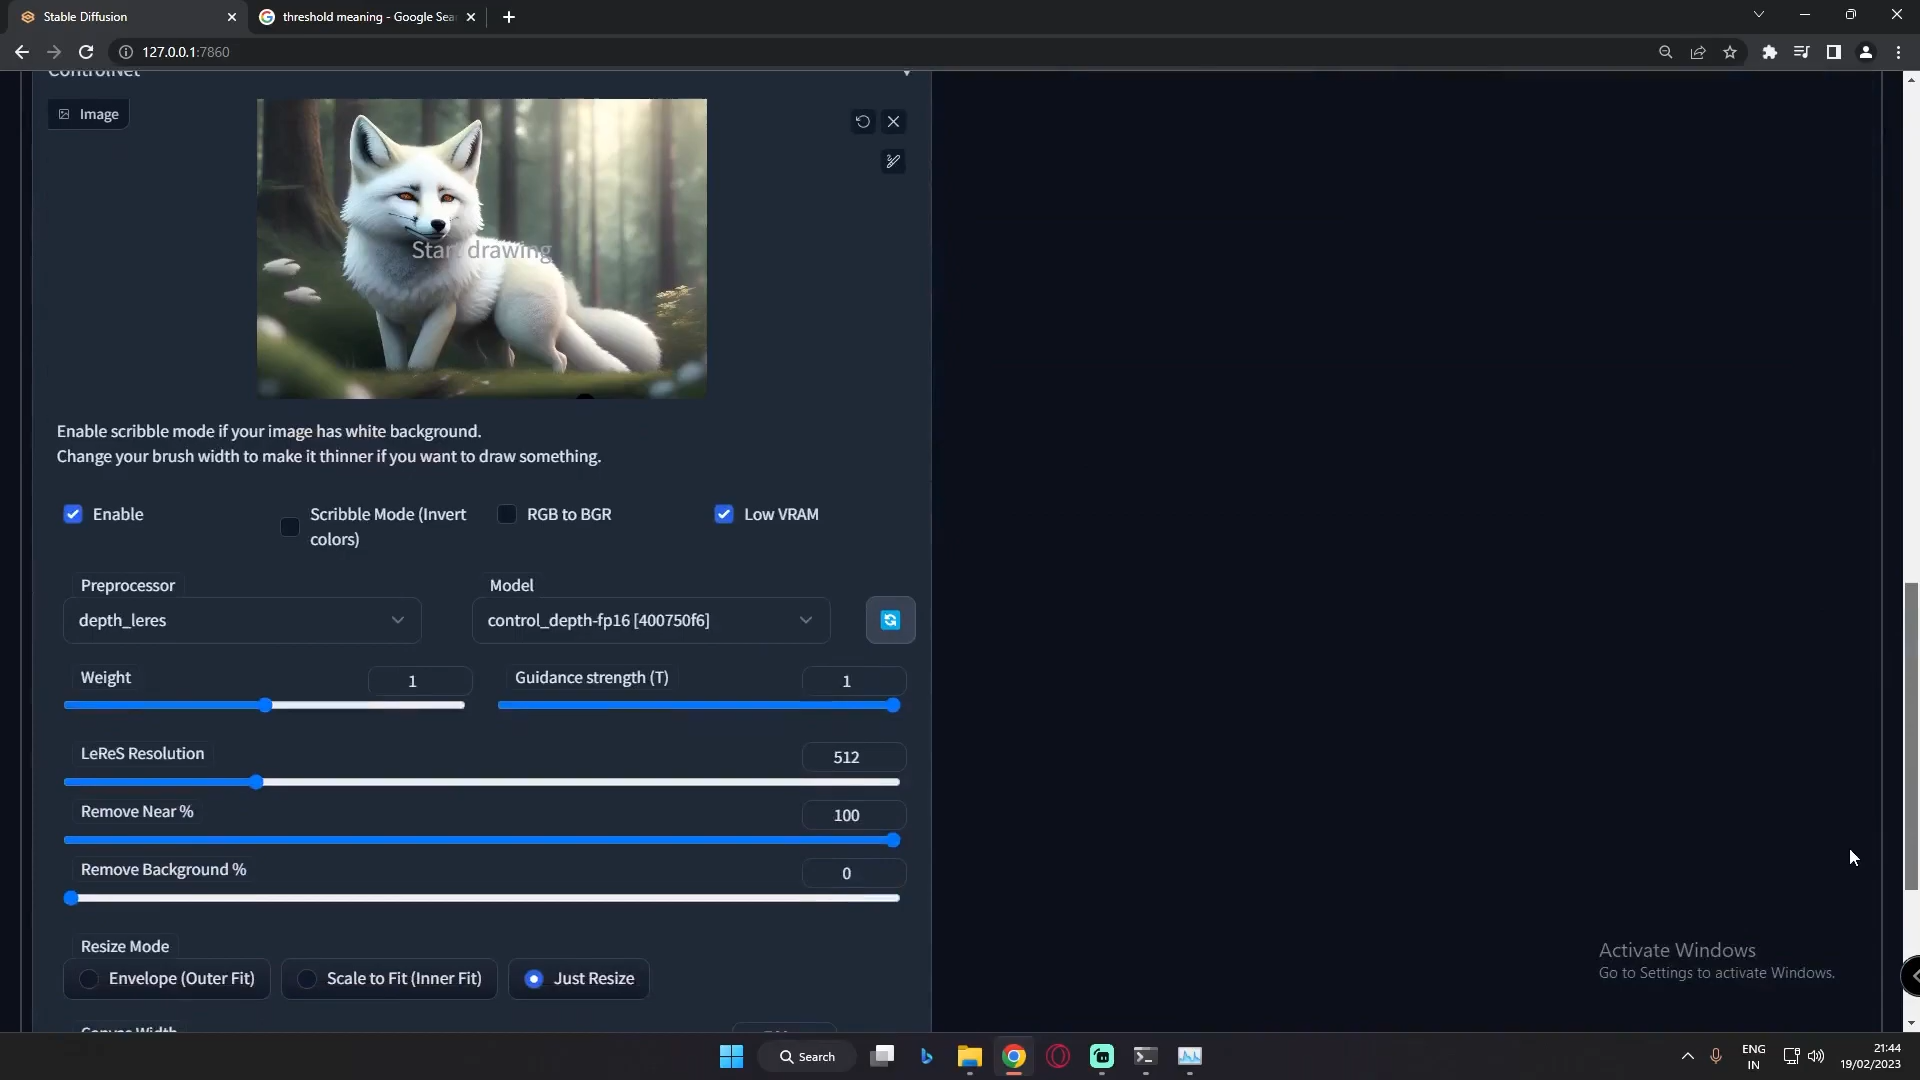 Stable Diffusion
threshold meaning - Google Sea
127.0.0.1:7860
ControlNet
Image
Start drawing
Enable scribble mode if your image has white background.
Change your brush width to make it thinner if you want to draw something.
Enable
Scribble Mode (Invert
colors)
RGB to BGR
Low VRAM
Preprocessor
Model
depth_leres
control_depth-fp16 [400750f6]
Weight
1
Guidance strength (T)
1
LeReS Resolution
512
Remove Near %
100
Remove Background %
0
Resize Mode
Envelope (Outer Fit)
Scale to Fit (Inner Fit)
Just Resize
Canvas Width
Activate Windows
Go to Settings to activate Windows.
Search
ENG
IN
21:44
19/02/2023